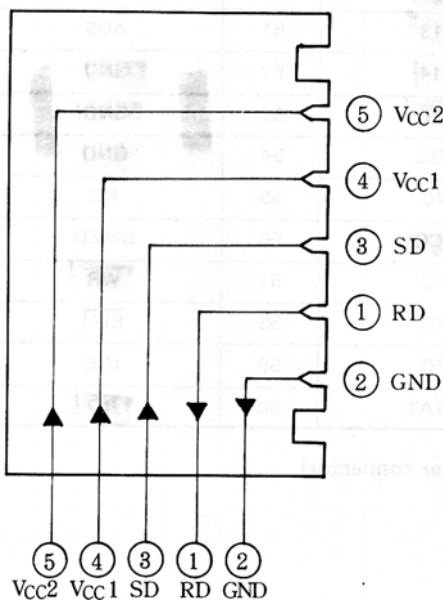 ⑤ VCC2
④ VCC1
③ SD
① RD
② GND
⑤ ④ ③ ① ②
VCC2 VCC1 SD RD GND